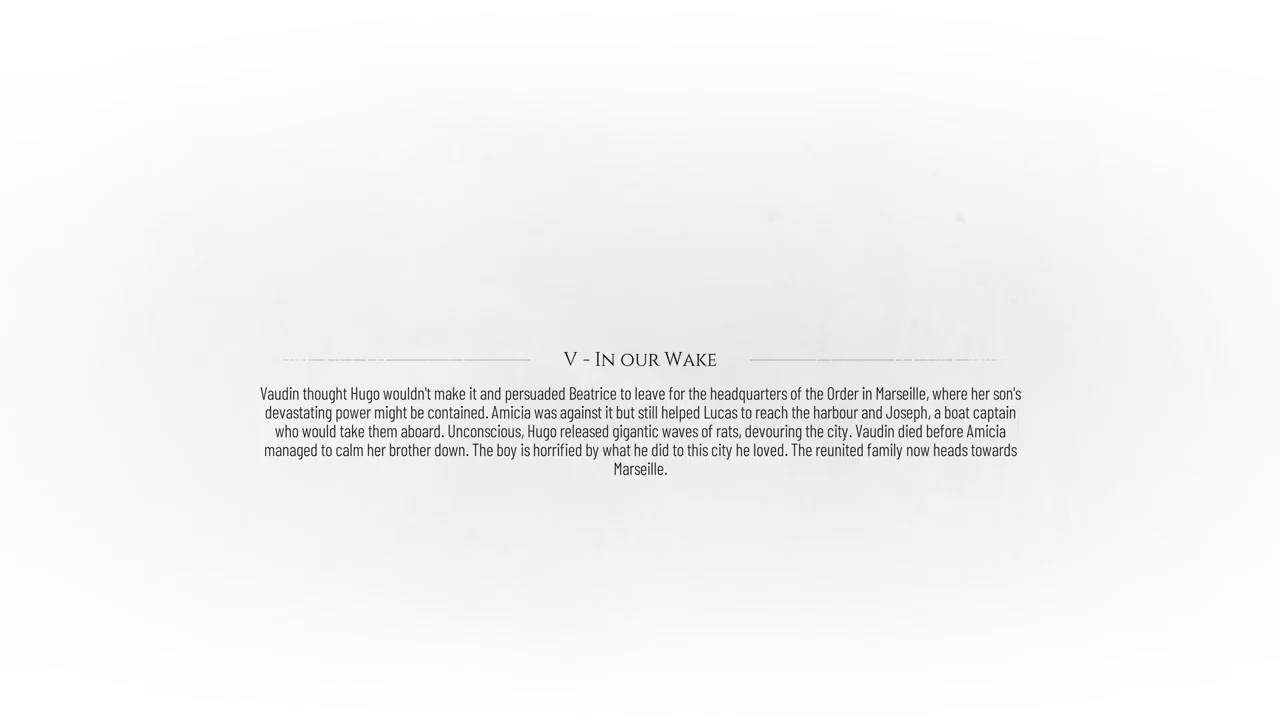 V - In our Wake
Vaudin thought Hugo wouldn't make it and persuaded Beatrice to leave for the headquarters of the Order in Marseille, where her son's
devastating power might be contained. Amicia was against it but still helped Lucas to reach the harbour and Joseph, a boat captain
who would take them aboard. Unconscious, Hugo released gigantic waves of rats, devouring the city. Vaudin died before Amicia
managed to calm her brother down. The boy is horrified by what he did to this city he loved. The reunited family now heads towards
Marseille.